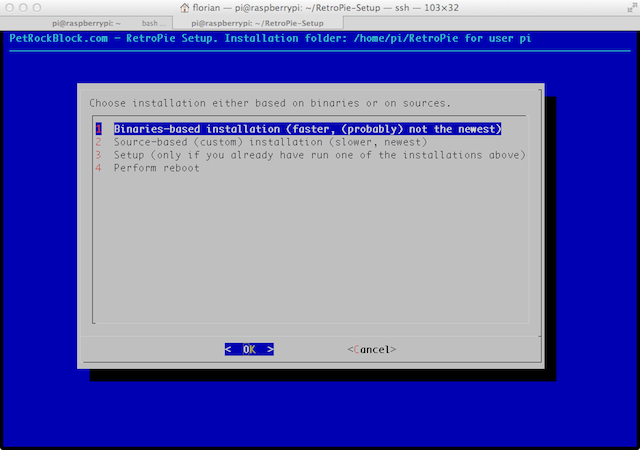 florian — pi@raspberrypi: ~/RetroPie-Setup — ssh — 103×32
pi@raspberrypi: ~ bash ... pi@raspberrypi: ~/RetroPie-Setup
PetRockBlock.com - RetroPie Setup. Installation folder: /home/pi/RetroPie for user pi
Choose installation either based on binaries or on sources.
1 Binaries-based installation (faster, (probably) not the newest)
2 Source-based (custom) installation (slower, newest)
3 Setup (only if you already have run one of the installations above)
4 Perform reboot
< OK > <Cancel>